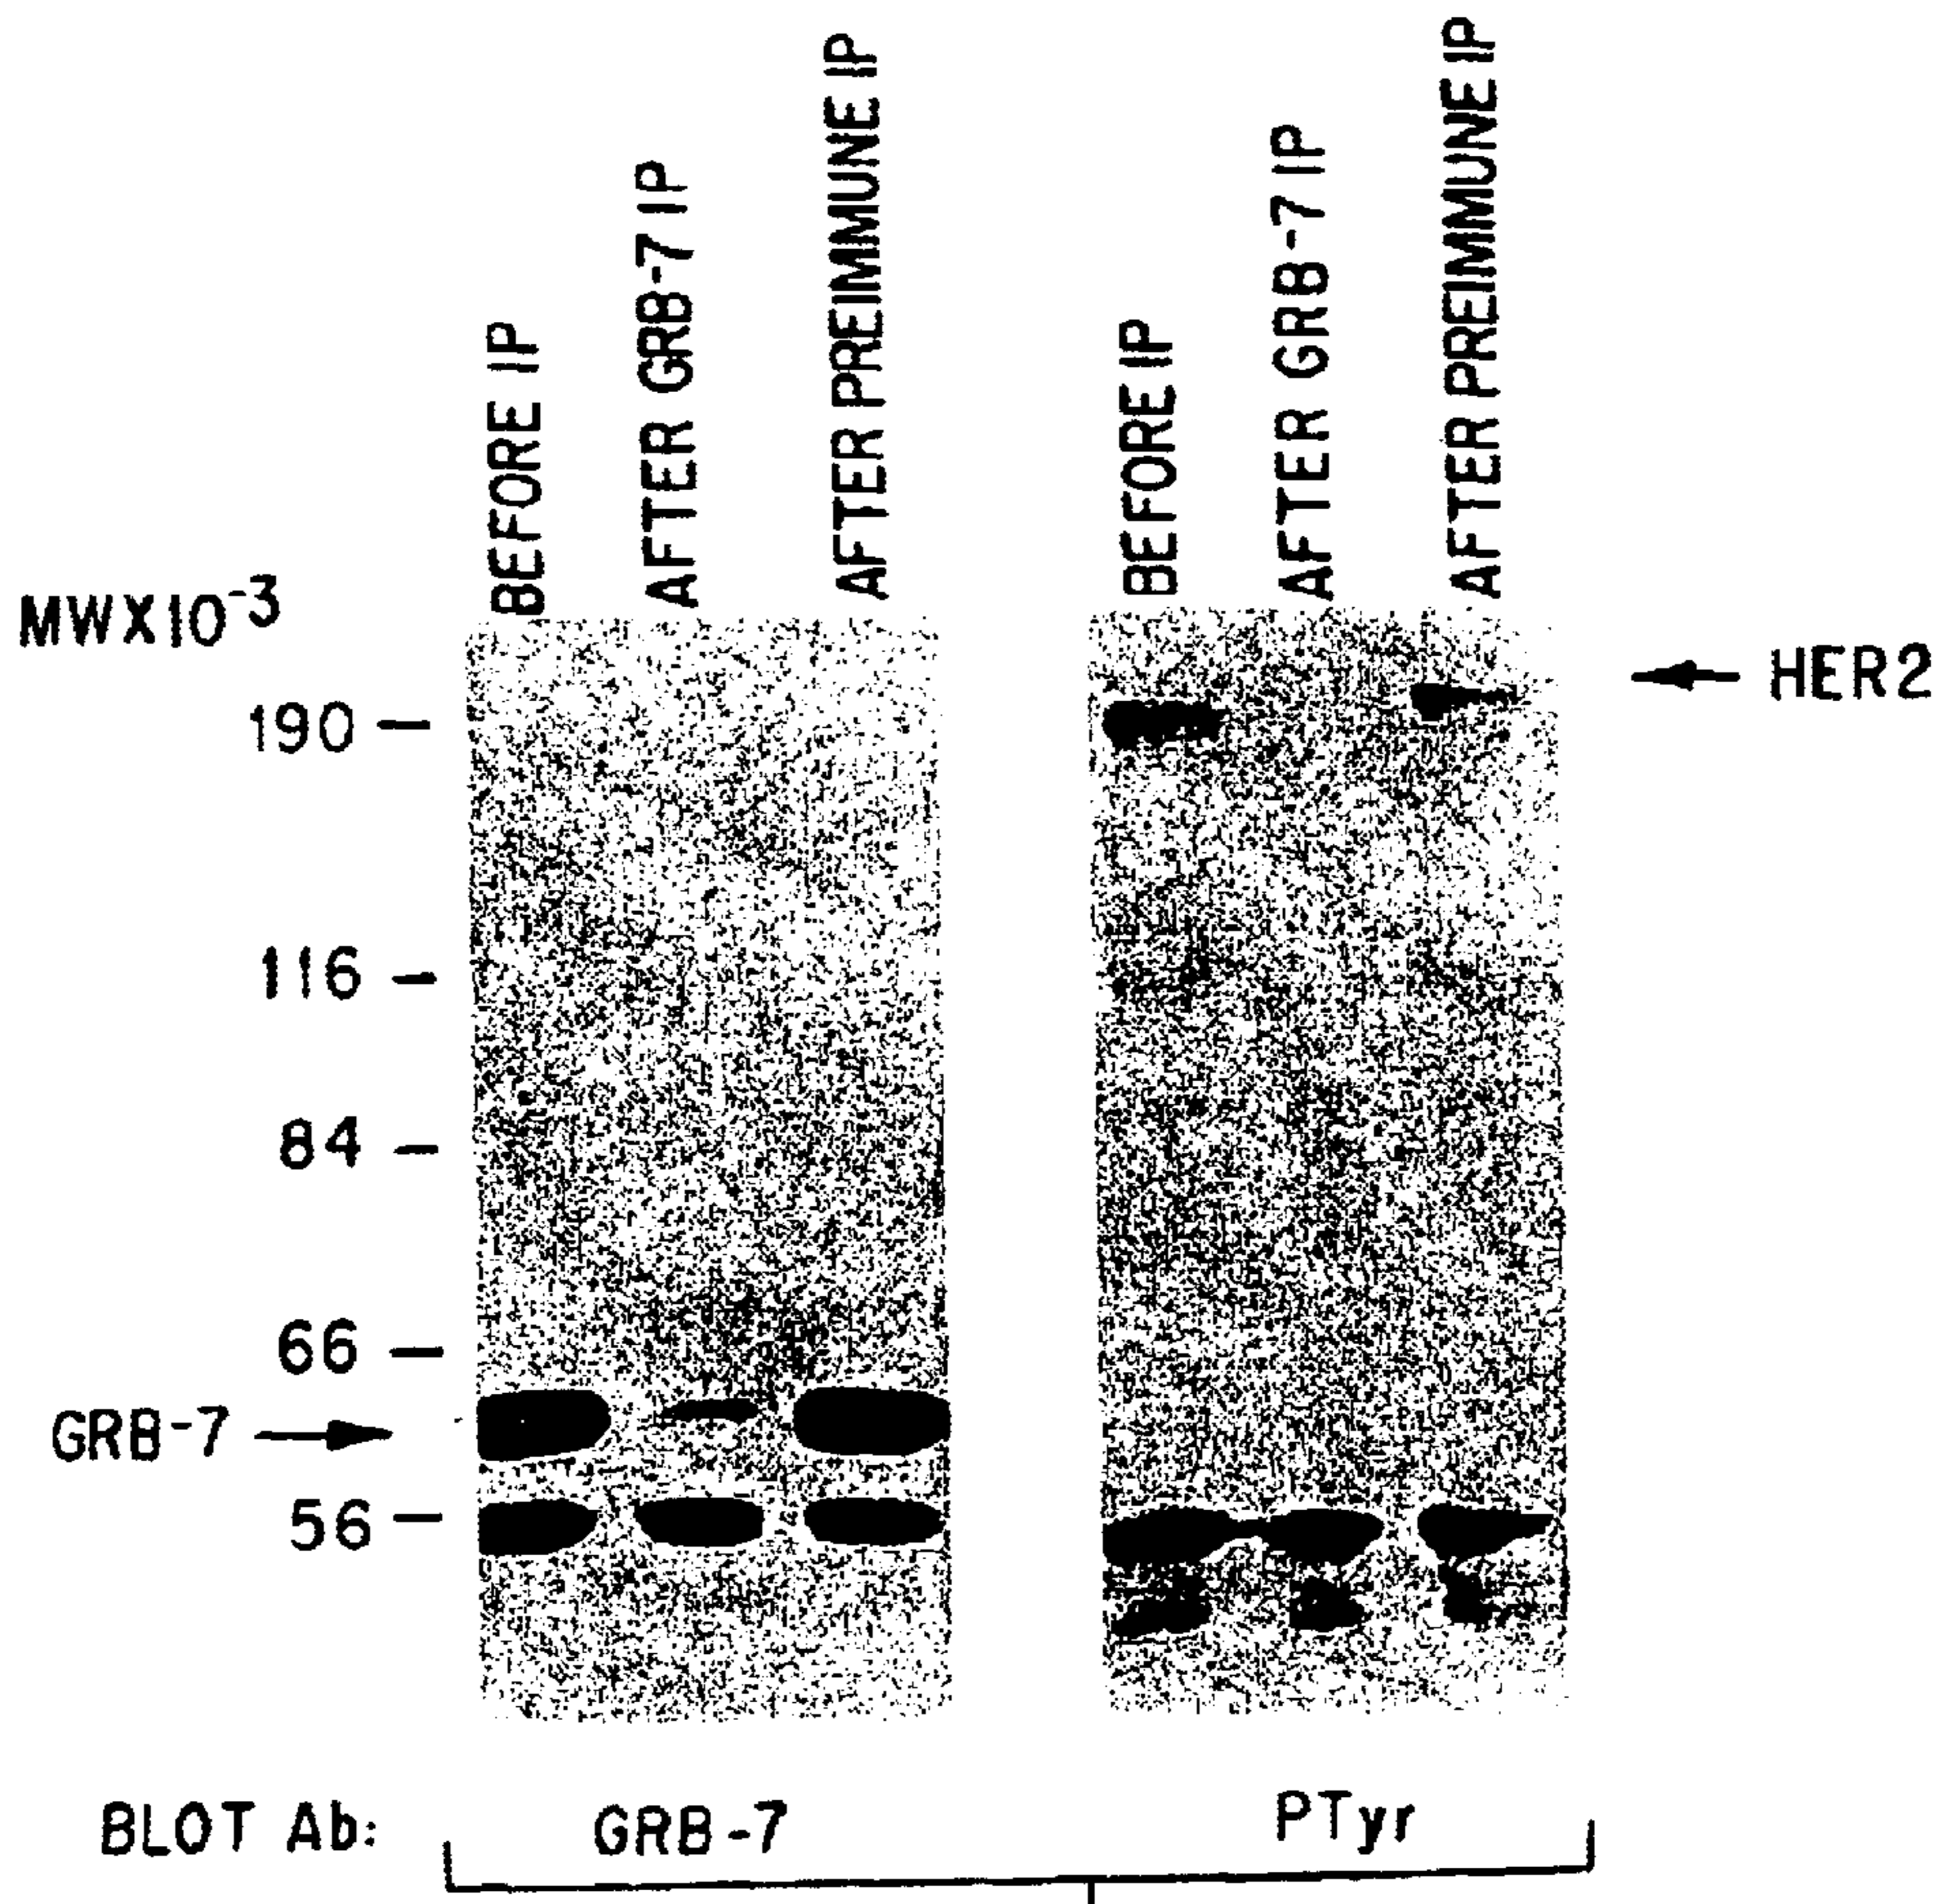 BEFORE IP
AFTER GRB-7 IP
AFTER PREIMMUNE IP
BEFORE IP
AFTER GRB-7 IP
AFTER PREIMMUNE IP
MWX10-3
HER2
190
116
84
66
GRB-7
56
BLOT Ab: GRB-7 PTyr